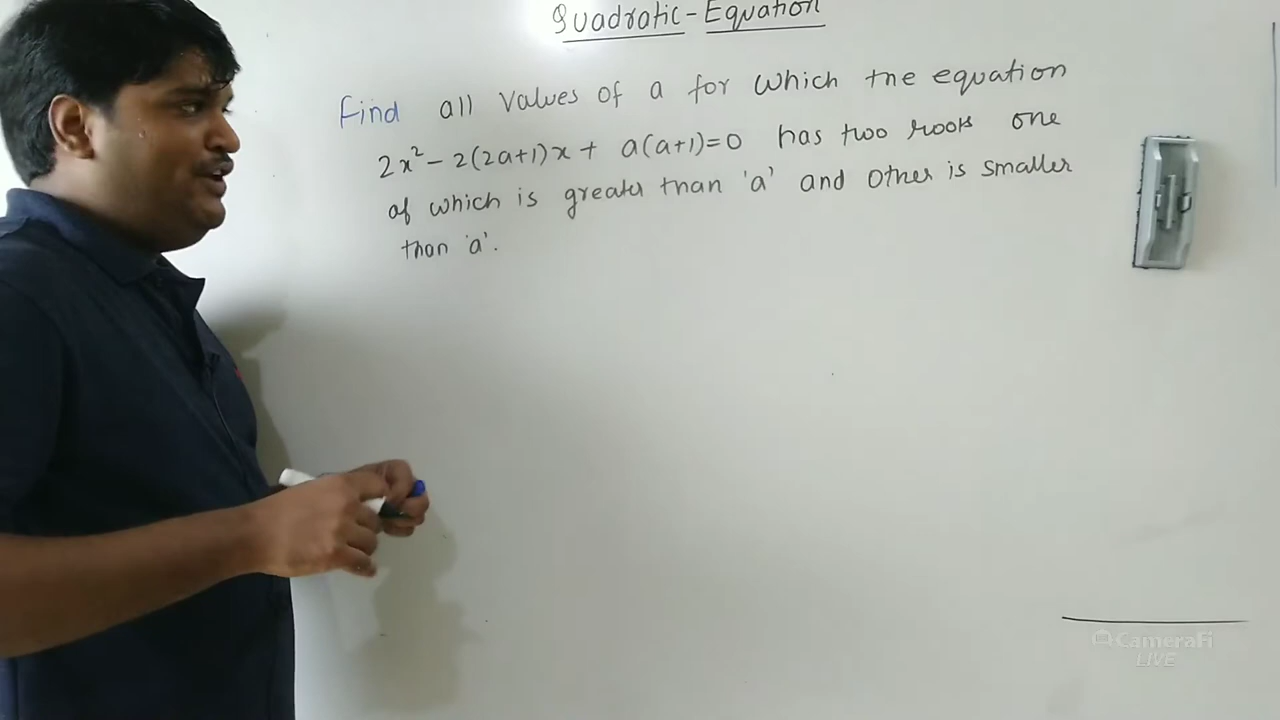 Quadratic-Equation
Find all values of a for which the equation
2x² - 2(2a+1)x + a(a+1)=0 has two roots one
of which is greater than 'a' and other is smaller
than 'a'.
CameraFi
LIVE